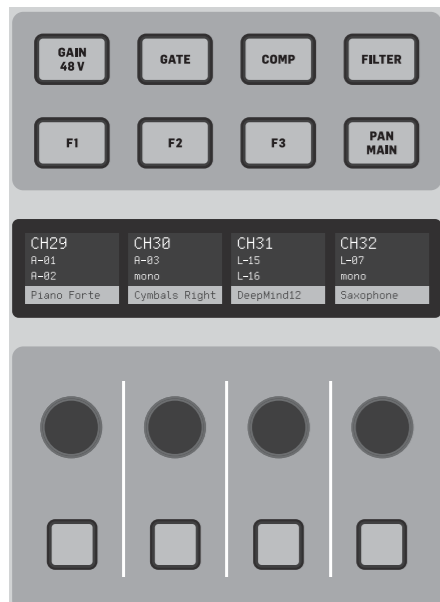 GAIN
48 V
GATE
COMP
FILTER
F1
F2
F3
PAN
MAIN
CH29
A-01
A-02
Piano Forte
CH30
A-03
mono
Cymbals Right
CH31
L-15
L-16
DeepMind12
CH32
L-07
mono
Saxophone